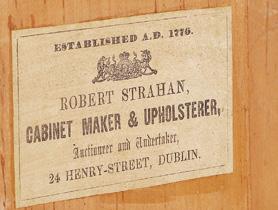 ESTABLISHED A.D. 1776.
ROBERT STRAHAN,
CABINET MAKER & UPHOLSTERER,
Auctioneer and Undertaker,
24 HENRY-STREET, DUBLIN.